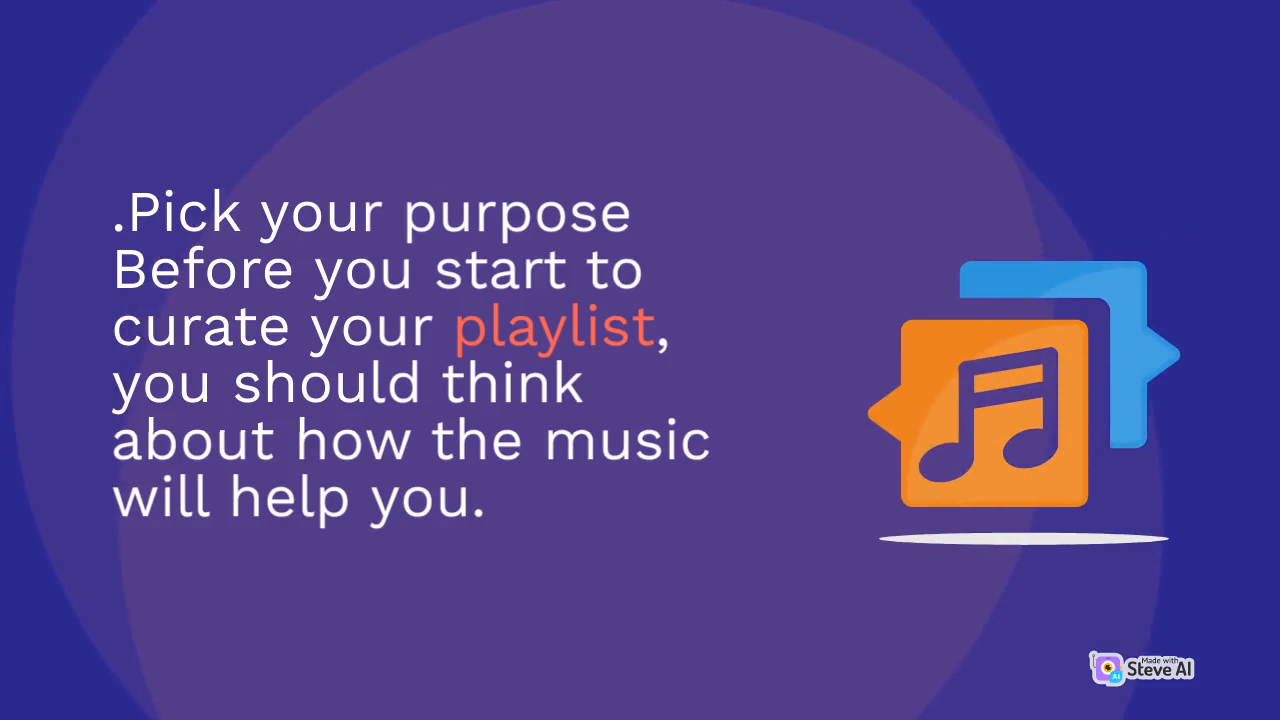 .Pick your purpose
Before you start to
curate your playlist,
you should think
about how the music
will help you.
Made with
Steve AI
AI